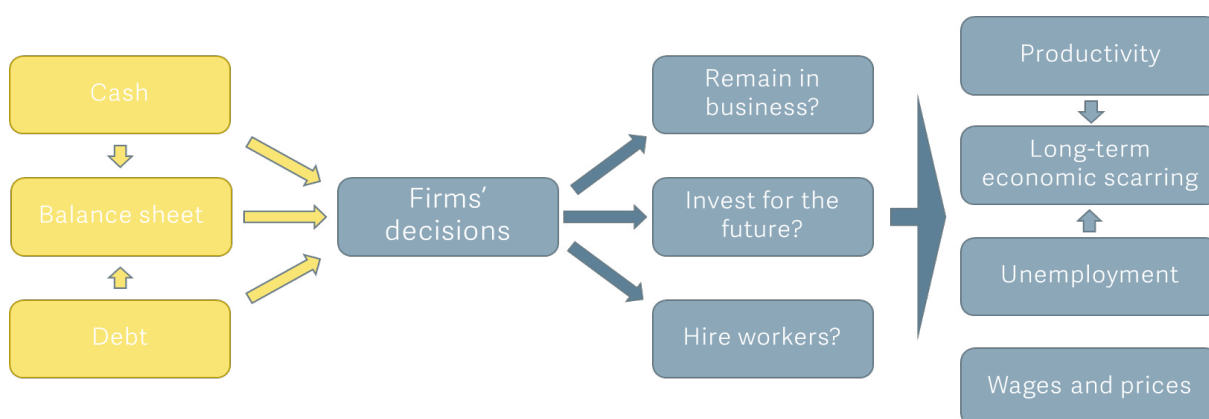 Cash
Balance sheet
Debt
Firms’
decisions
Remain in
business?
Invest for the
future?
Hire workers?
Productivity
Long-term
economic scarring
Unemployment
Wages and prices